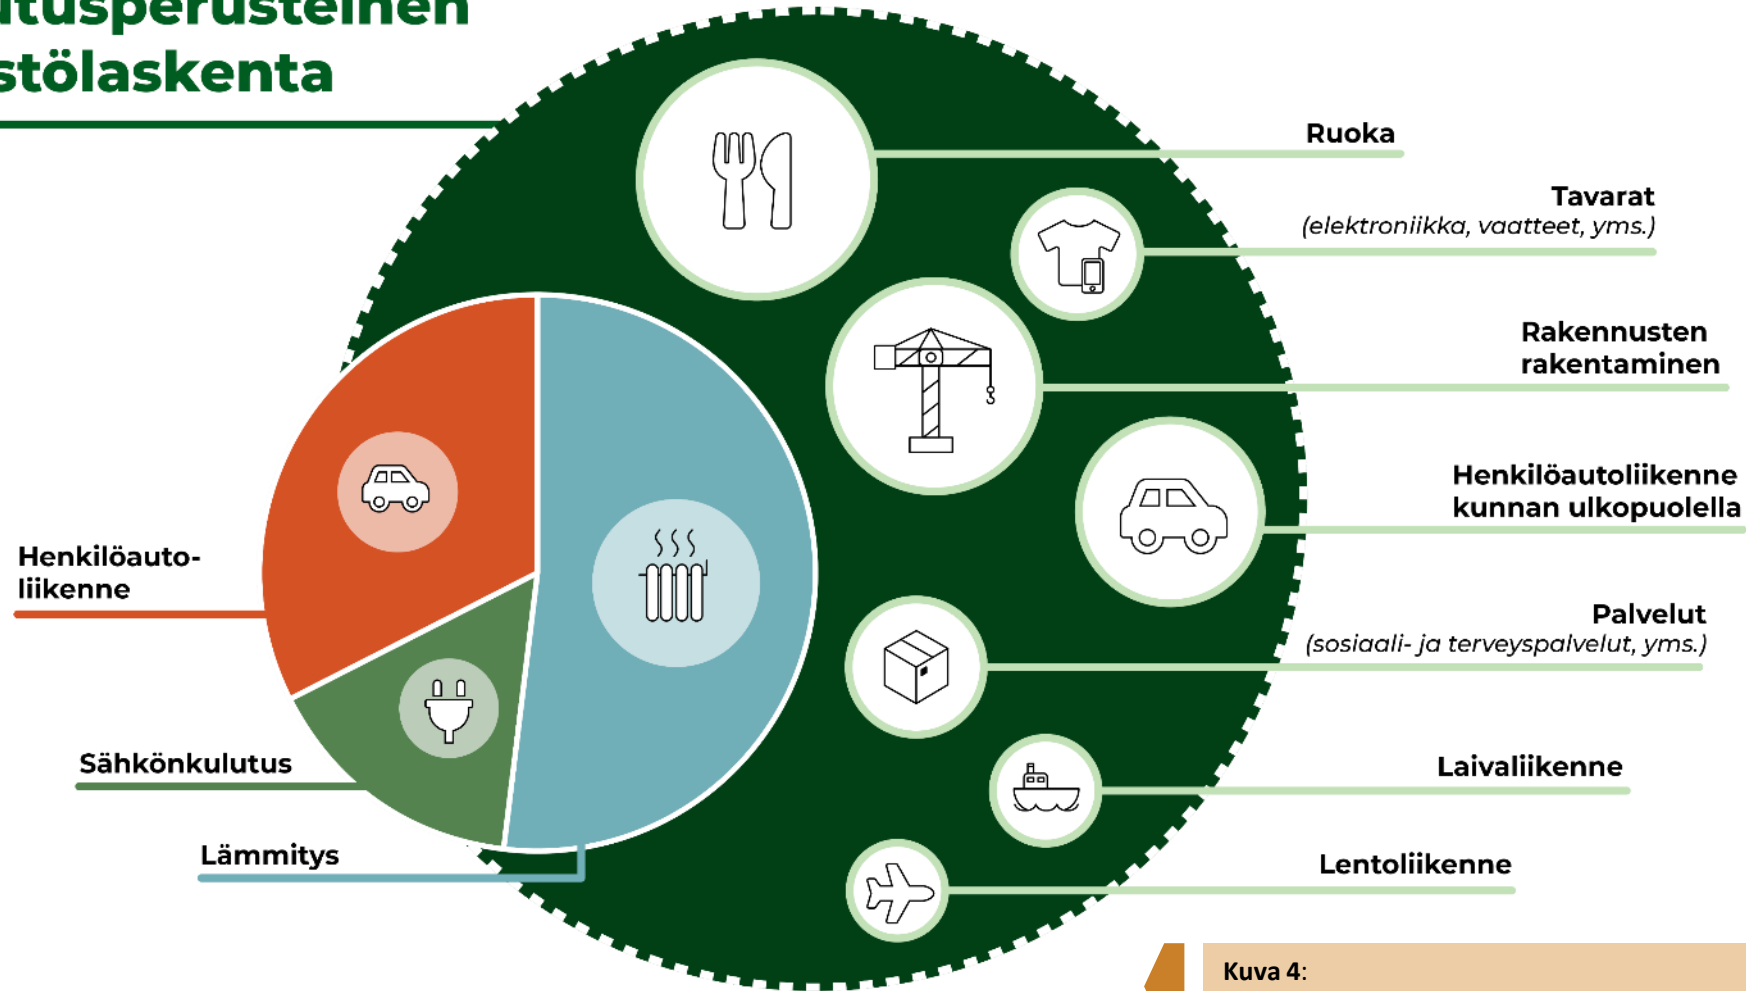 utusperusteinen
stölaskenta
Ruoka
Tavarat
(elektroniikka, vaatteet, yms.)
Rakennusten
rakentaminen
Henkilöautoliikenne
kunnan ulkopuolella
Henkilöauto-
liikenne
Palvelut
(sosiaali- ja terveyspalvelut, yms.)
Sähkönkulutus
Laivaliikenne
Lämmitys
Lentoliikenne
Kuva 4: